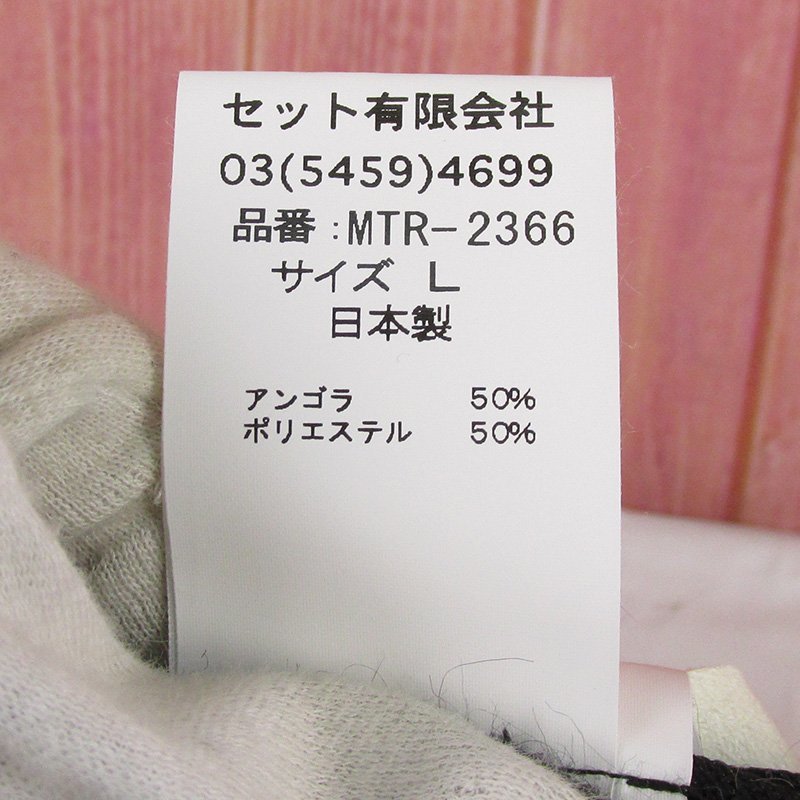 セット有限会社
03(5459)4699
品番:MTR-2366
サイズ L
日本製
アンゴラ 50%
ポリエステル 50%